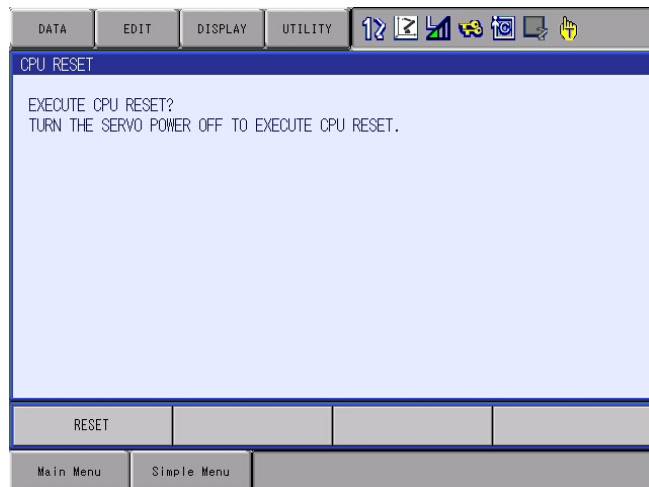 DATA EDIT DISPLAY UTILITY
CPU RESET
EXECUTE CPU RESET?
TURN THE SERVO POWER OFF TO EXECUTE CPU RESET.
RESET
Main Menu Simple Menu